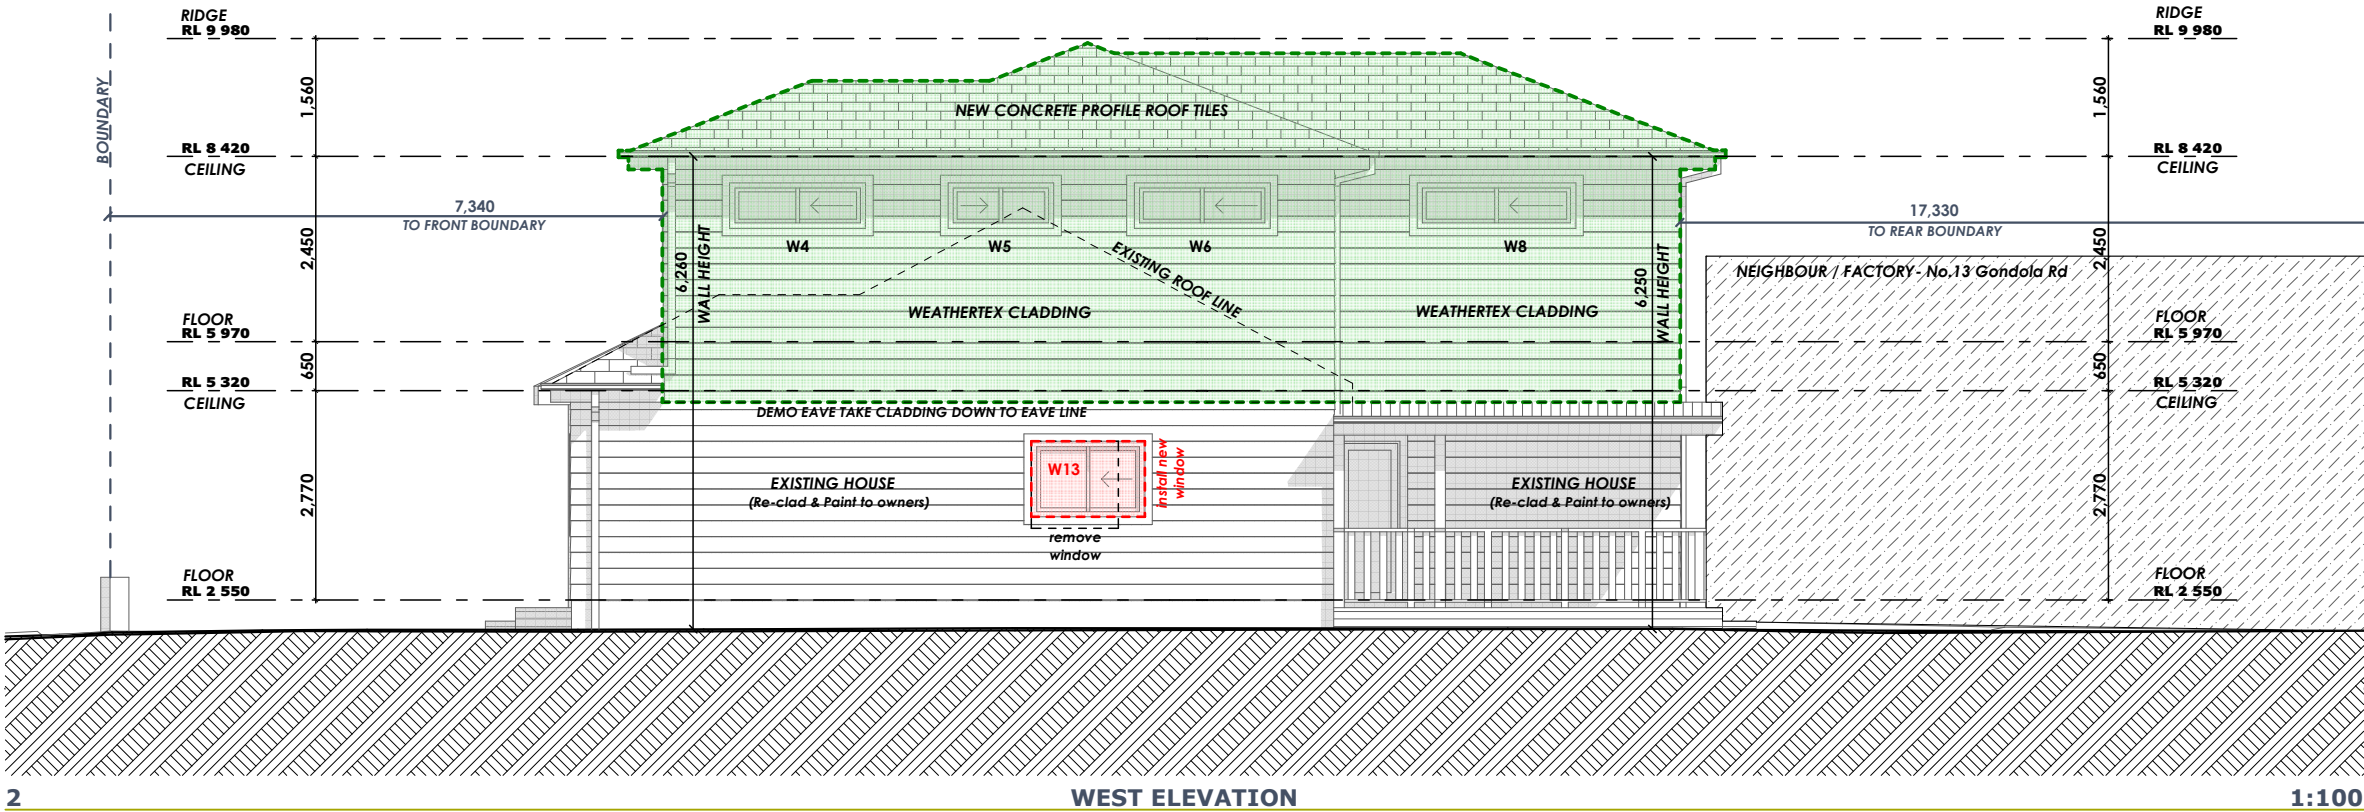 RIDGE
RL 9 980
RIDGE
RL 9 980
BOUNDARY
1,560
NEW CONCRETE PROFILE ROOF TILES
1,560
RL 8 420
CEILING
RL 8 420
CEILING
7,340
TO FRONT BOUNDARY
17,330
TO REAR BOUNDARY
2,450
W4
W5
W6
W8
2,450
6,260
WALL HEIGHT
EXISTING ROOF LINE
6,250
WALL HEIGHT
NEIGHBOUR / FACTORY- No.13 Gondola Rd
WEATHERTEX CLADDING
WEATHERTEX CLADDING
FLOOR
RL 5 970
FLOOR
RL 5 970
650
650
RL 5 320
CEILING
RL 5 320
CEILING
DEMO EAVE TAKE CLADDING DOWN TO EAVE LINE
2,770
EXISTING HOUSE
(Re-clad & Paint to owners)
W13
install new
window
remove
window
EXISTING HOUSE
(Re-clad & Paint to owners)
2,770
FLOOR
RL 2 550
FLOOR
RL 2 550
2
WEST ELEVATION
1:100